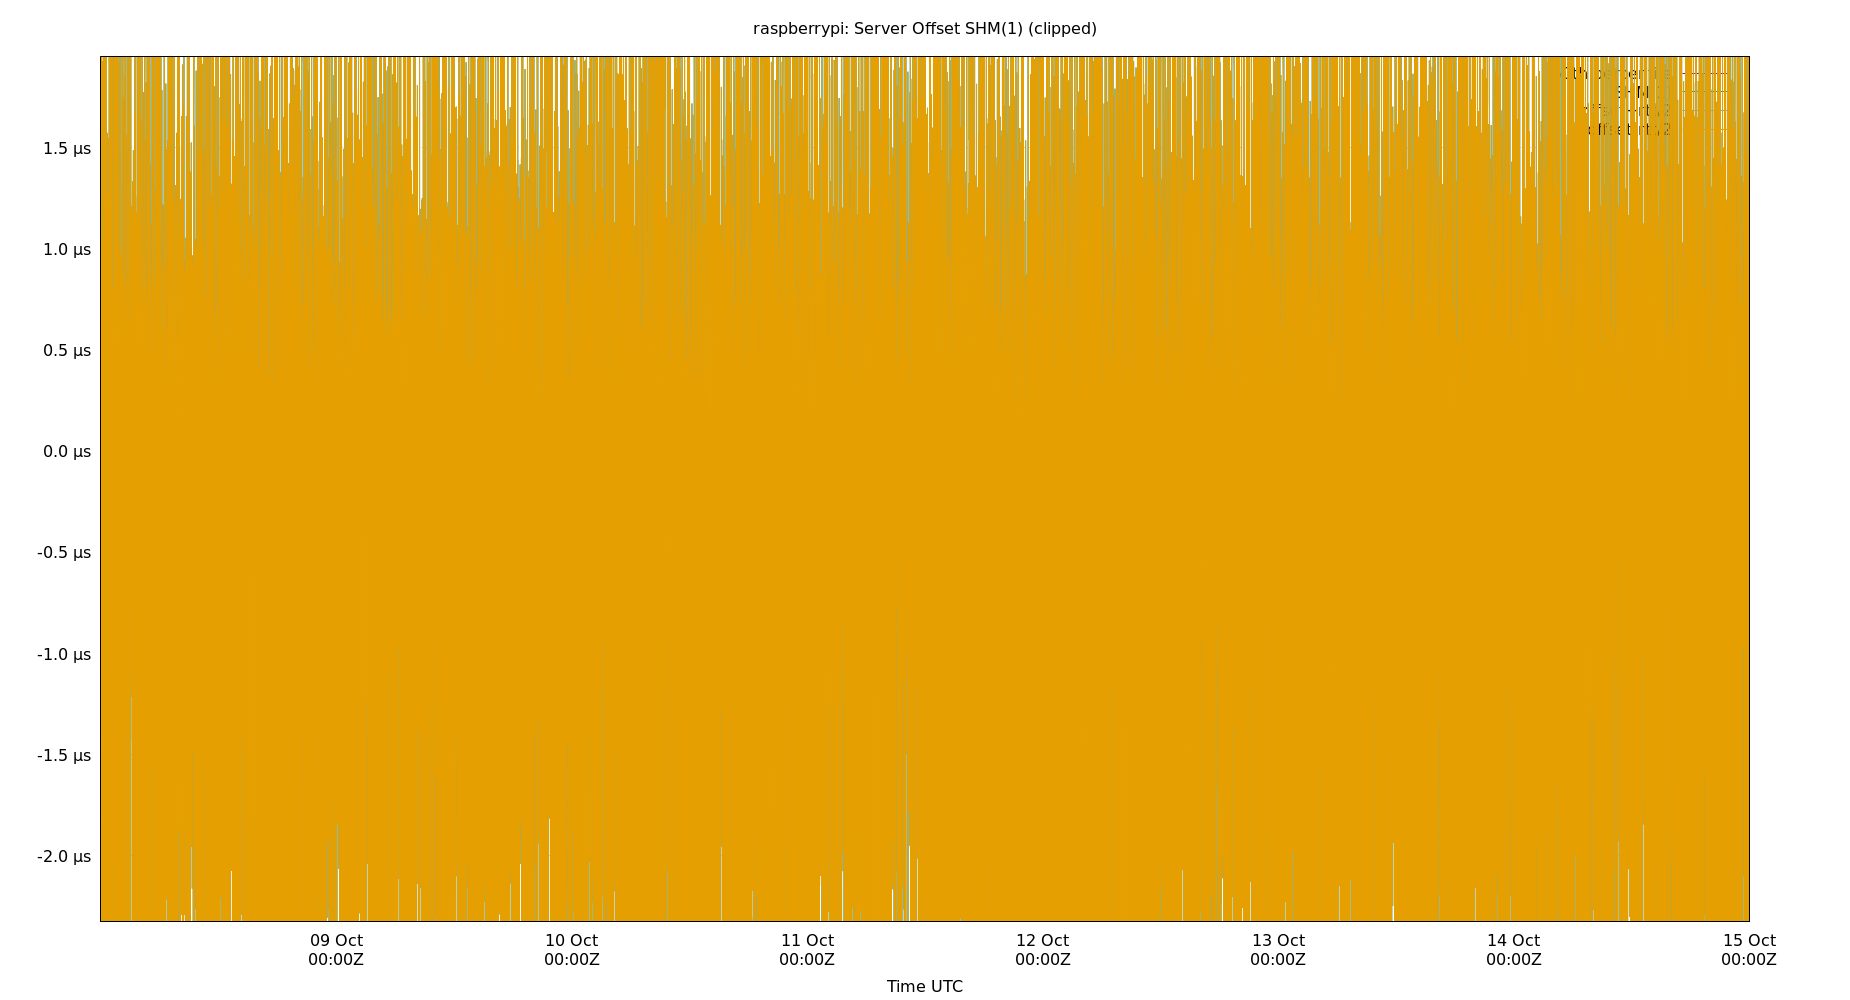 raspberrypi: Server Offset SHM(1) (clipped)
1.5 µs
1.0 µs
0.5 µs
0.0 µs
-0.5 µs
-1.0 µs
-1.5 µs
-2.0 µs
09 Oct 10 Oct 11 Oct 12 Oct 13 Oct 14 Oct 15 Oct
00:00Z 00:00Z 00:00Z 00:00Z 00:00Z 00:00Z 00:00Z
Time UTC